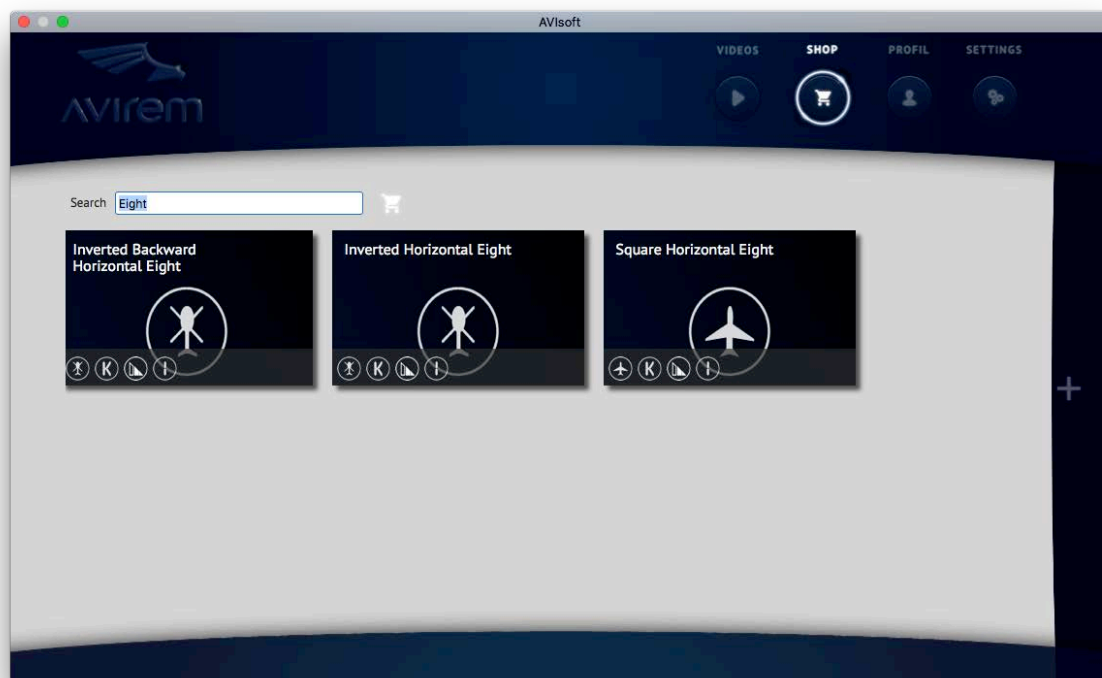 AVIsoft
AVIREM
VIDEOS
SHOP
PROFIL
SETTINGS
Search
Eight
Inverted Backward
Horizontal Eight
K
I
Inverted Horizontal Eight
K
I
Square Horizontal Eight
K
I